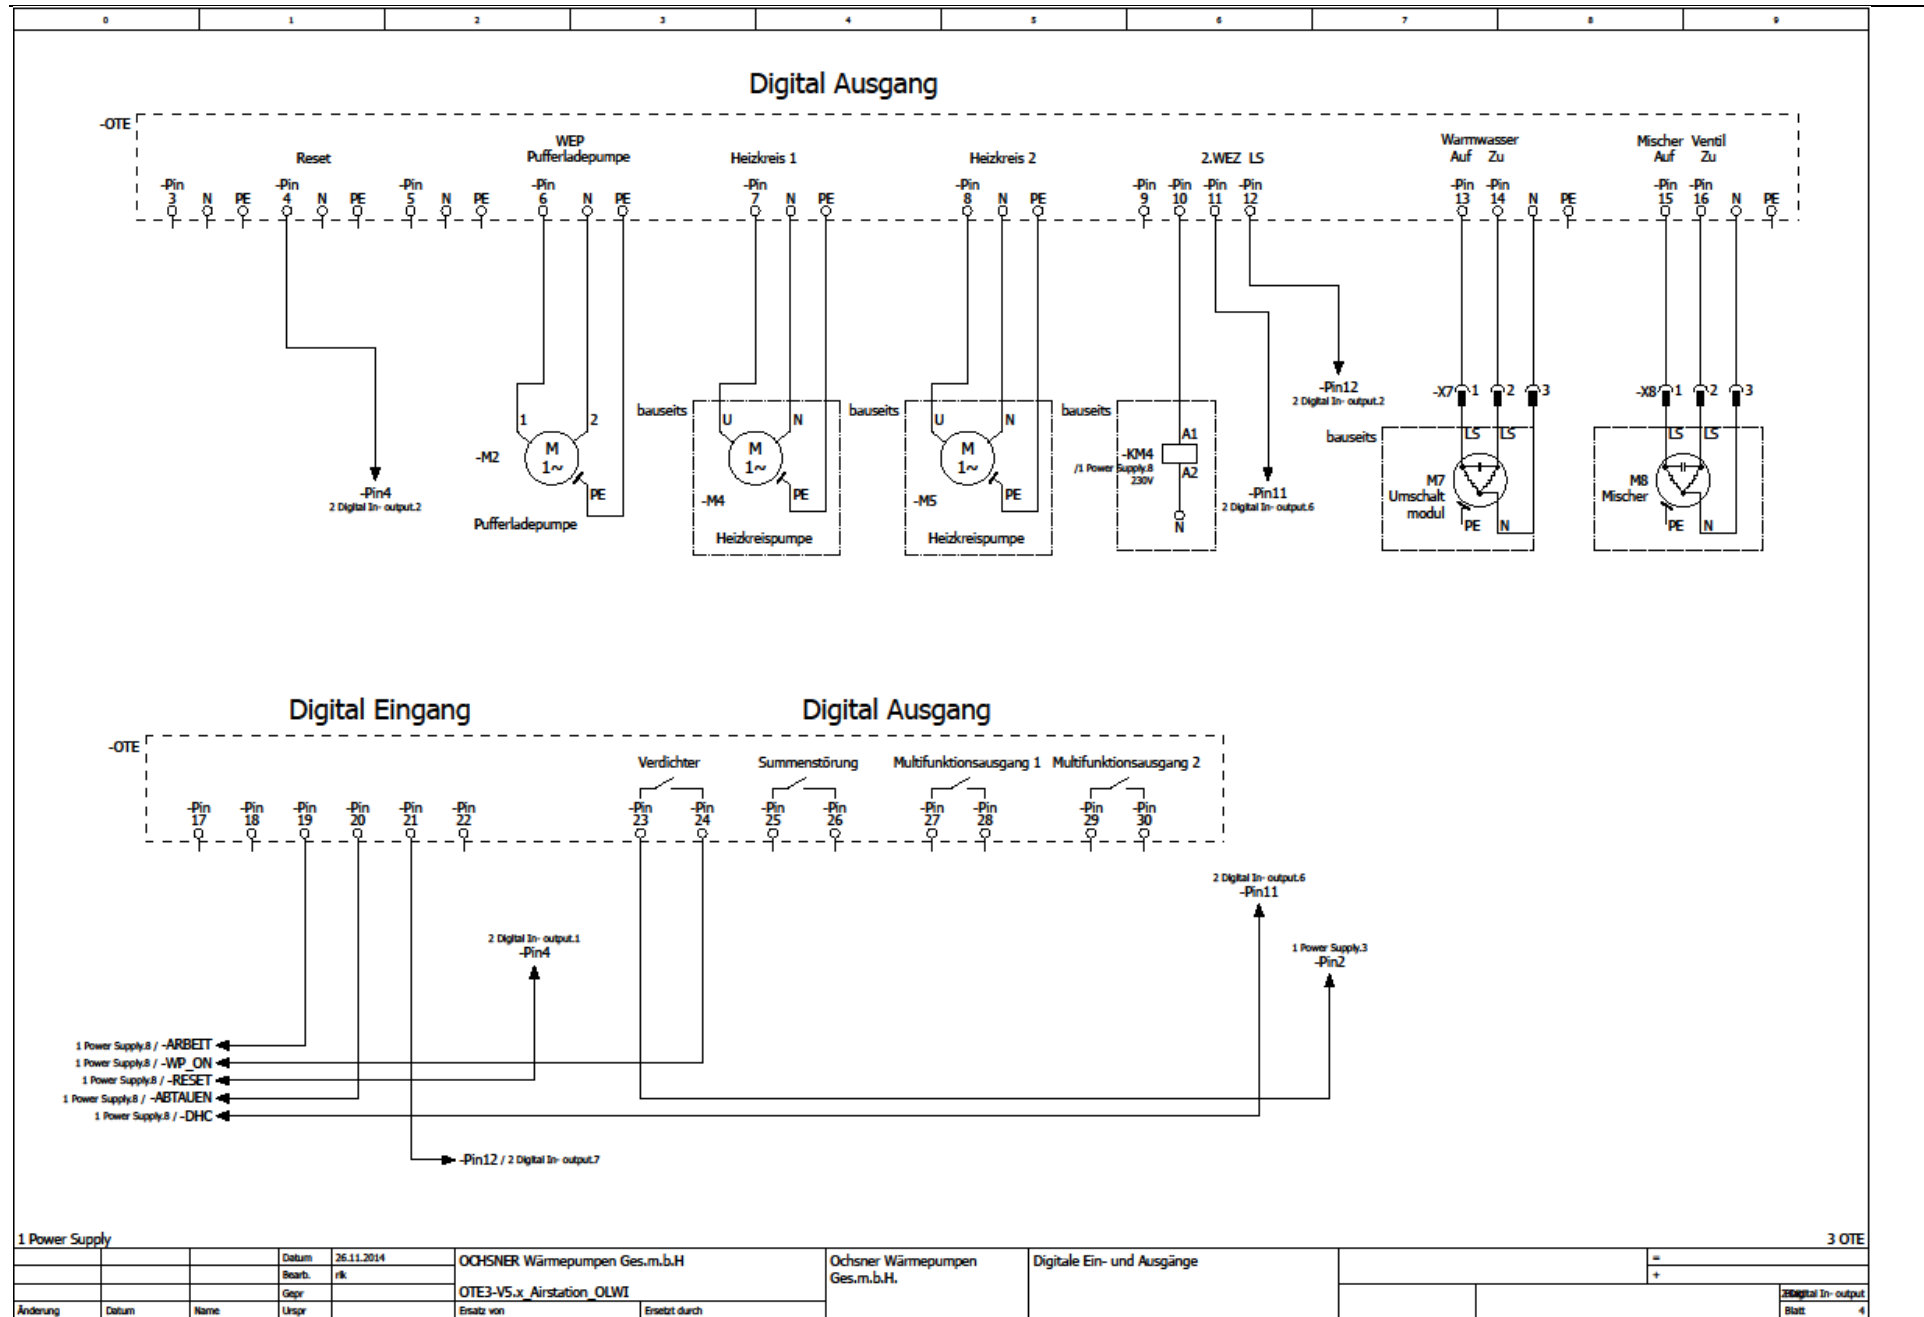 0 1 2 3 4 5 6 7 8 9
Digital Ausgang
-OTE
Reset
WEP
Pufferladepumpe
Heizkreis 1
Heizkreis 2
2.WEZ LS
Warmwasser
Auf Zu
Mischer Ventil
Auf Zu
-Pin 3 N PE -Pin 4 N PE -Pin 5 N PE -Pin 6 N PE -Pin 7 N PE -Pin 8 N PE -Pin 9 -Pin 10 -Pin 11 -Pin 12 -Pin 13 -Pin 14 N PE -Pin 15 -Pin 16 N PE
-Pin4
2 Digital In- output.2
1 2
-M2
M
1~
PE
Pufferladepumpe
bauseits
U N
M
1~
PE
-M4
Heizkreispumpe
bauseits
U N
M
1~
PE
-M5
Heizkreispumpe
bauseits
A1
-KM4
/1 Power Supply.8
230V
A2
N
-Pin11
2 Digital In- output.6
-Pin12
2 Digital In- output.2
-X7 1 2 3
bauseits
LS LS
M7
Umschalt
modul
PE N
-X8 1 2 3
LS LS
M8
Mischer
PE N
Digital Eingang
Digital Ausgang
-OTE
Verdichter
Summenstörung
Multifunktionsausgang 1
Multifunktionsausgang 2
-Pin 17 -Pin 18 -Pin 19 -Pin 20 -Pin 21 -Pin 22 -Pin 23 -Pin 24 -Pin 25 -Pin 26 -Pin 27 -Pin 28 -Pin 29 -Pin 30
2 Digital In- output.6
-Pin11
2 Digital In- output.1
-Pin4
1 Power Supply.3
-Pin2
1 Power Supply.8 / -ARBEIT
1 Power Supply.8 / -WP_ON
1 Power Supply.8 / -RESET
1 Power Supply.8 / -ABTAUEN
1 Power Supply.8 / -DHC
-Pin12 / 2 Digital In- output.7
1 Power Supply
3 OTE
Datum 26.11.2014
Bearb. rik
Gepr
Änderung Datum Name Urspr
OCHSNER Wärmepumpen Ges.m.b.H
OTE3-V5.x_Airstation_OLWI
Ersatz von Ersetzt durch
Ochsner Wärmepumpen
Ges.m.b.H.
Digitale Ein- und Ausgänge
=
+
Digital In- output
Blatt 4